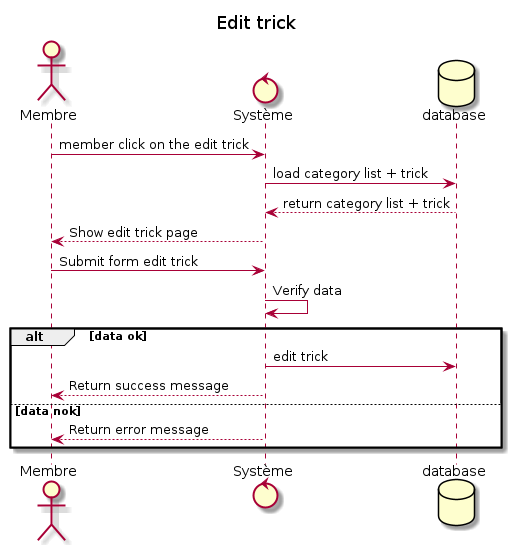 Edit trick
Membre
Système
database
member click on the edit trick
load category list + trick
return category list + trick
Show edit trick page
Submit form edit trick
Verify data
alt [data ok]
edit trick
Return success message
[data nok]
Return error message
Membre
Système
database